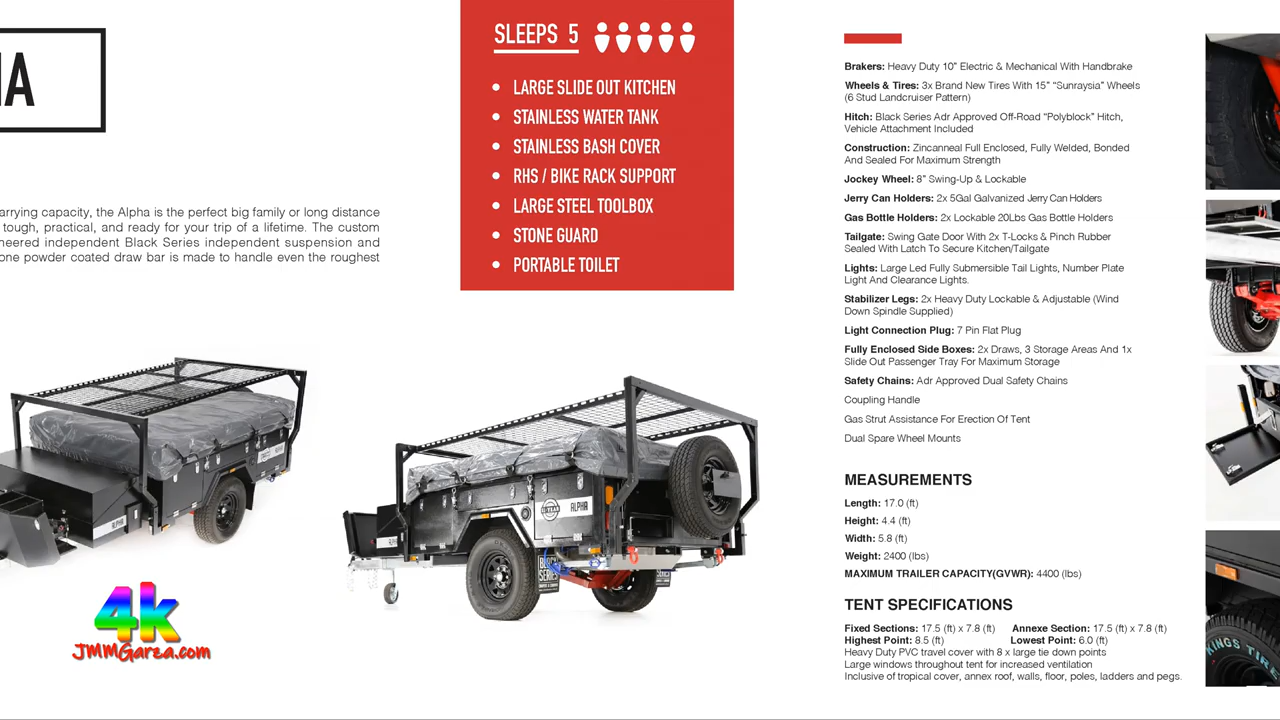 arrying capacity, the Alpha is the perfect big family or long distance
tough, practical, and ready for your trip of a lifetime. The custom
neered independent Black Series independent suspension and
one powder coated draw bar is made to handle even the roughest
SLEEPS 5
• LARGE SLIDE OUT KITCHEN
• STAINLESS WATER TANK
• STAINLESS BASH COVER
• RHS / BIKE RACK SUPPORT
• LARGE STEEL TOOLBOX
• STONE GUARD
• PORTABLE TOILET
ALPHA
ALPHA
BLACK
SERIES
4k
JMMGarza.com
Brakers: Heavy Duty 10" Electric & Mechanical With Handbrake
Wheels & Tires: 3x Brand New Tires With 15" "Sunraysia" Wheels
(6 Stud Landcruiser Pattern)
Hitch: Black Series Adr Approved Off-Road "Polyblock" Hitch,
Vehicle Attachment Included
Construction: Zincanneal Full Enclosed, Fully Welded, Bonded
And Sealed For Maximum Strength
Jockey Wheel: 8" Swing-Up & Lockable
Jerry Can Holders: 2x 5Gal Galvanized Jerry Can Holders
Gas Bottle Holders: 2x Lockable 20Lbs Gas Bottle Holders
Tailgate: Swing Gate Door With 2x T-Locks & Pinch Rubber
Sealed With Latch To Secure Kitchen/Tailgate
Lights: Large Led Fully Submersible Tail Lights, Number Plate
Light And Clearance Lights.
Stabilizer Legs: 2x Heavy Duty Lockable & Adjustable (Wind
Down Spindle Supplied)
Light Connection Plug: 7 Pin Flat Plug
Fully Enclosed Side Boxes: 2x Draws, 3 Storage Areas And 1x
Slide Out Passenger Tray For Maximum Storage
Safety Chains: Adr Approved Dual Safety Chains
Coupling Handle
Gas Strut Assistance For Erection Of Tent
Dual Spare Wheel Mounts
MEASUREMENTS
Length: 17.0 (ft)
Height: 4.4 (ft)
Width: 5.8 (ft)
Weight: 2400 (lbs)
MAXIMUM TRAILER CAPACITY(GVWR): 4400 (lbs)
TENT SPECIFICATIONS
Fixed Sections: 17.5 (ft) x 7.8 (ft) Annexe Section: 17.5 (ft) x 7.8 (ft)
Highest Point: 8.5 (ft) Lowest Point: 6.0 (ft)
Heavy Duty PVC travel cover with 8 x large tie down points
Large windows throughout tent for increased ventilation
Inclusive of tropical cover, annex roof, walls, floor, poles, ladders and pegs.
KINGS TIRE